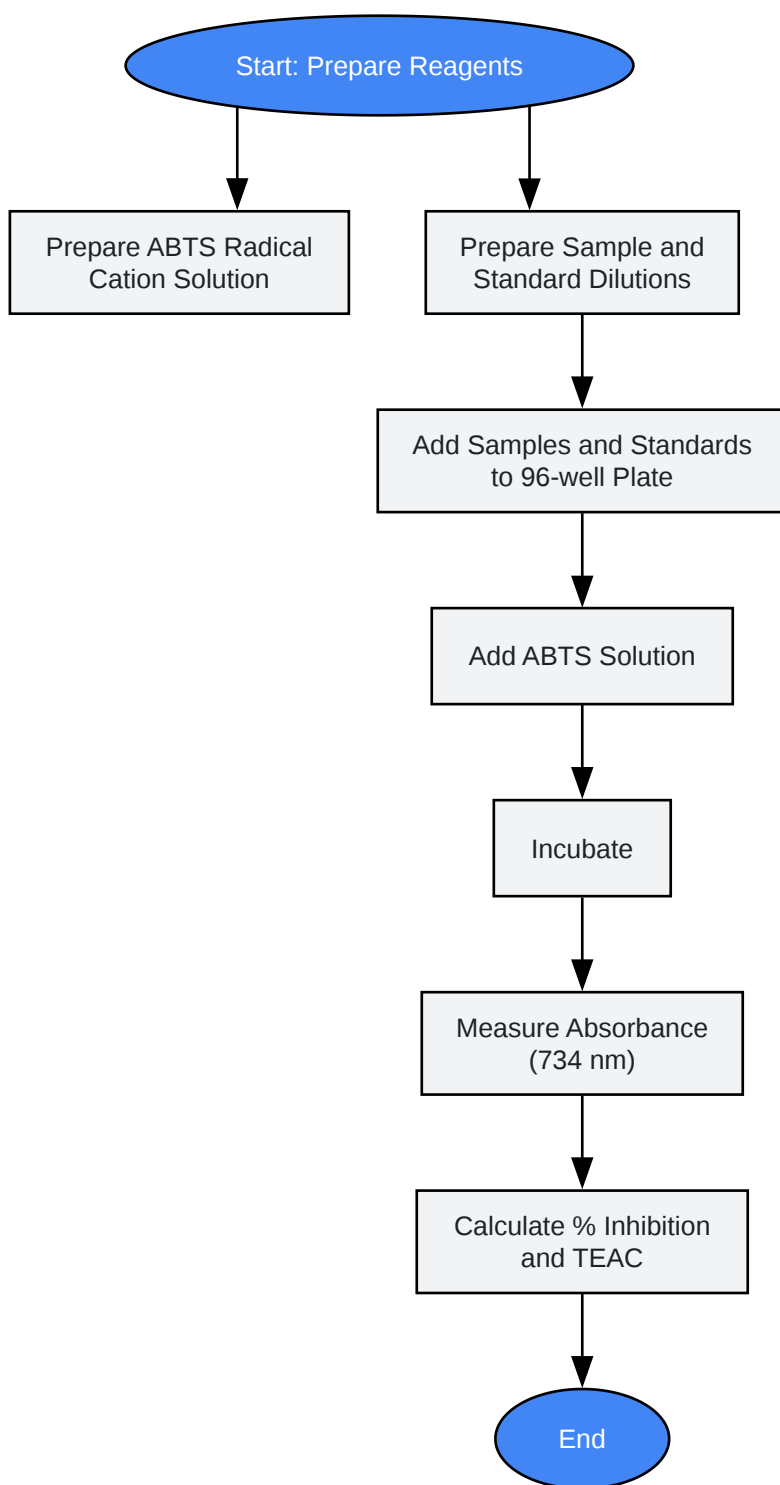 Start: Prepare Reagents
Prepare ABTS Radical
Cation Solution
Prepare Sample and
Standard Dilutions
Add Samples and Standards
to 96-well Plate
Add ABTS Solution
Incubate
Measure Absorbance
(734 nm)
Calculate % Inhibition
and TEAC
End